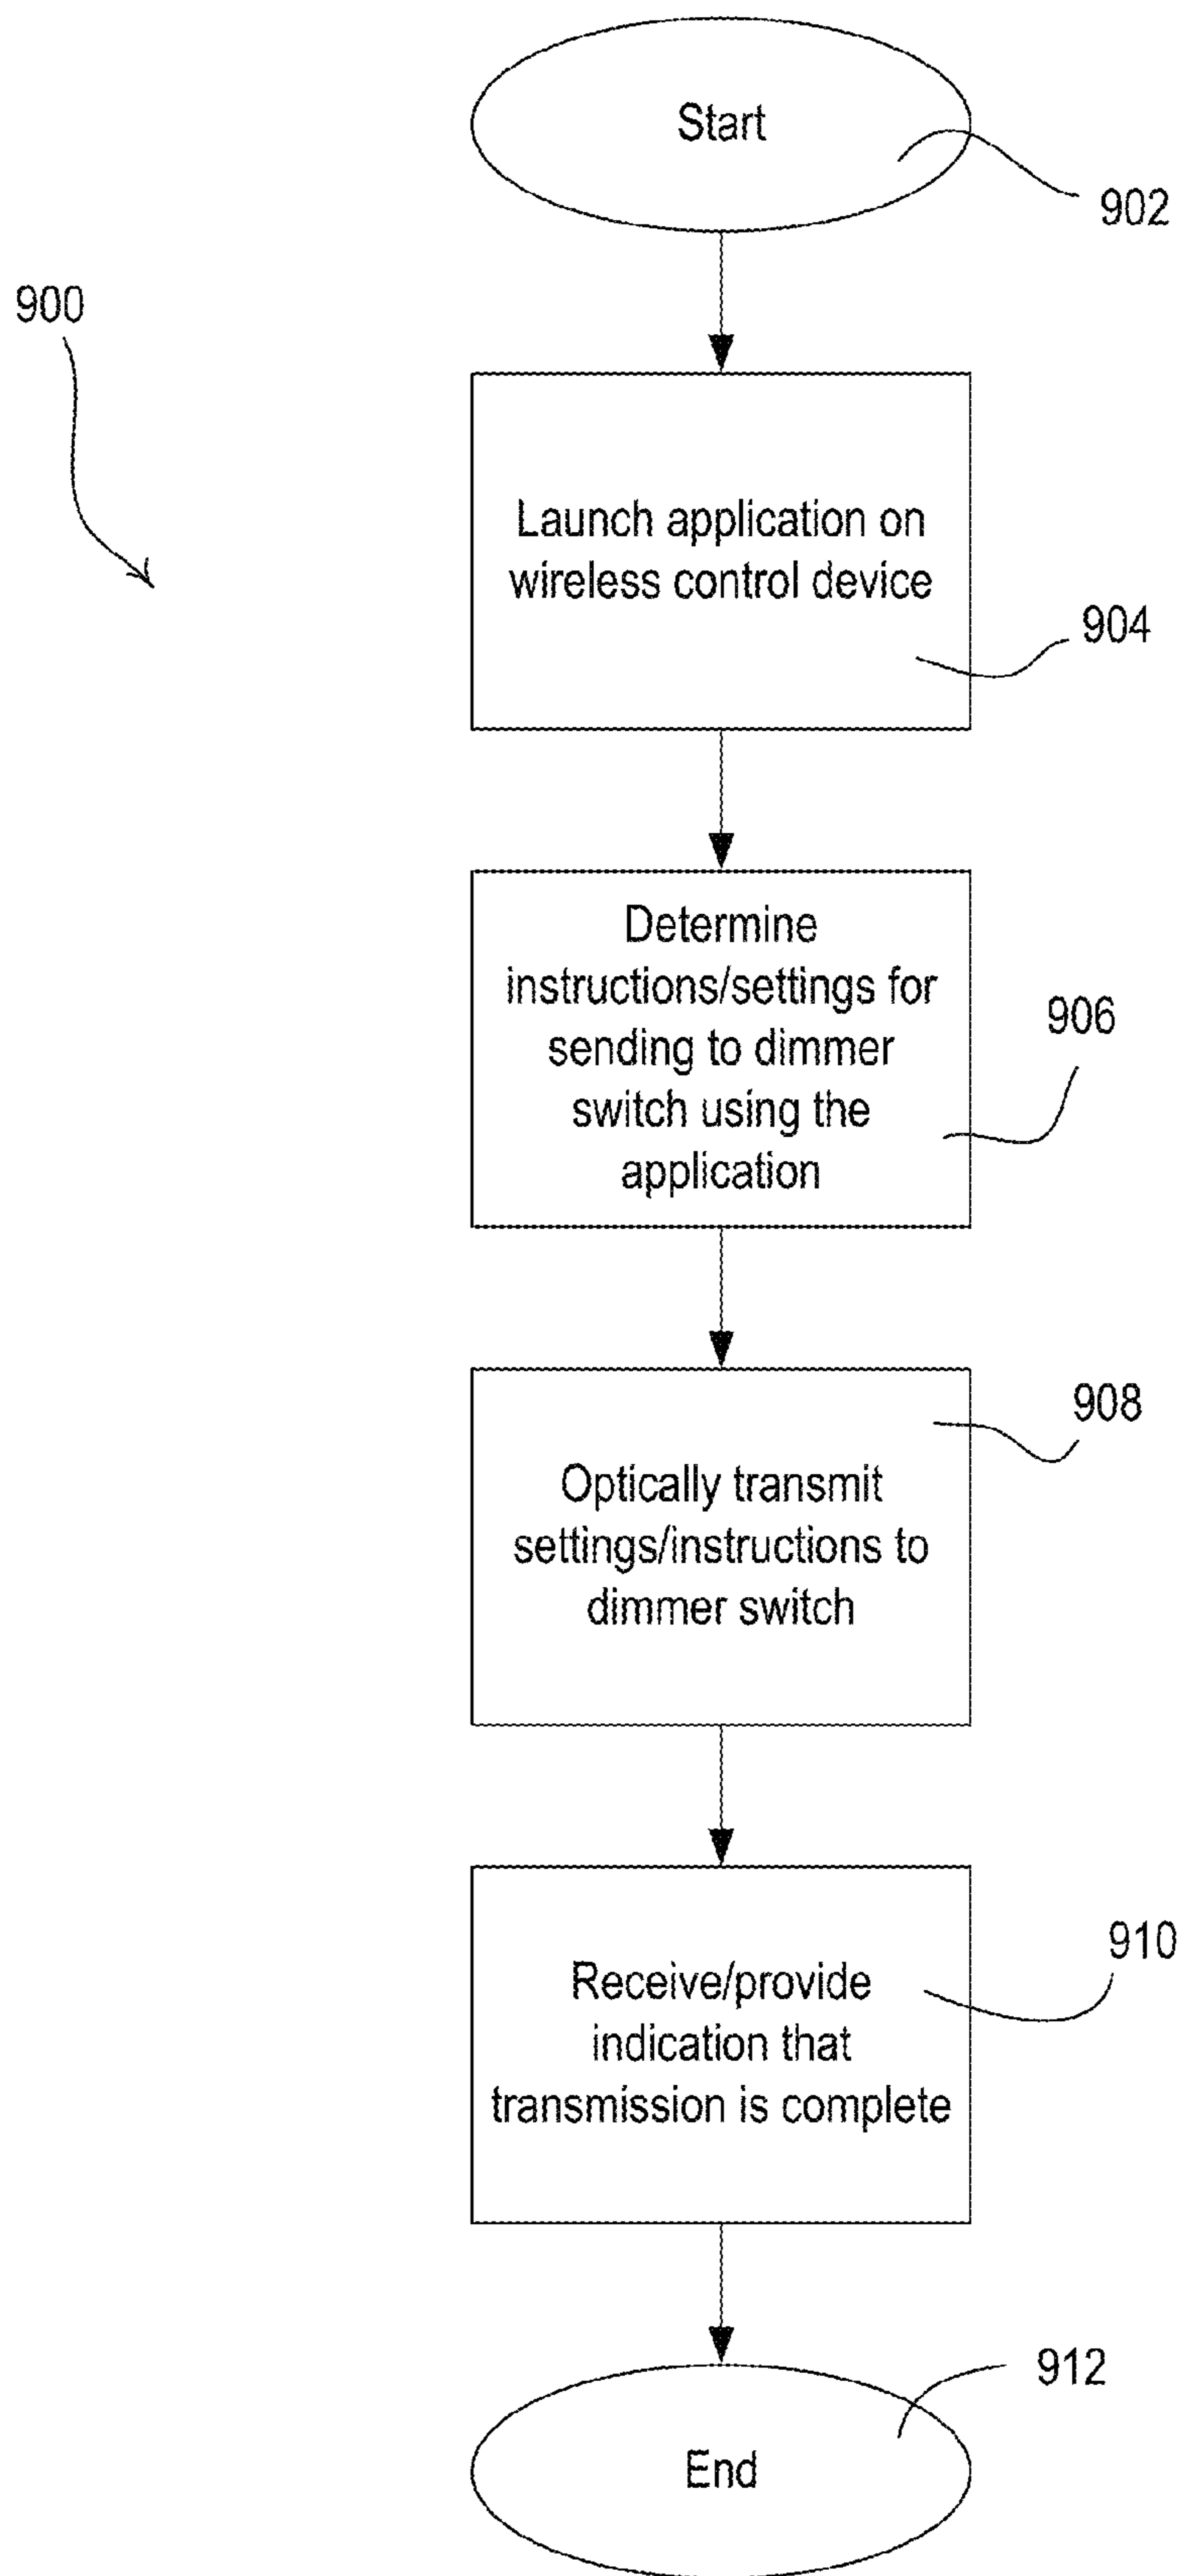 Start
902
900
Launch application on
wireless control device
904
Determine
instructions/settings for
sending to dimmer
switch using the
application
906
908
Optically transmit
settings/instructions to
dimmer switch
910
Receive/provide
indication that
transmission is complete
912
End